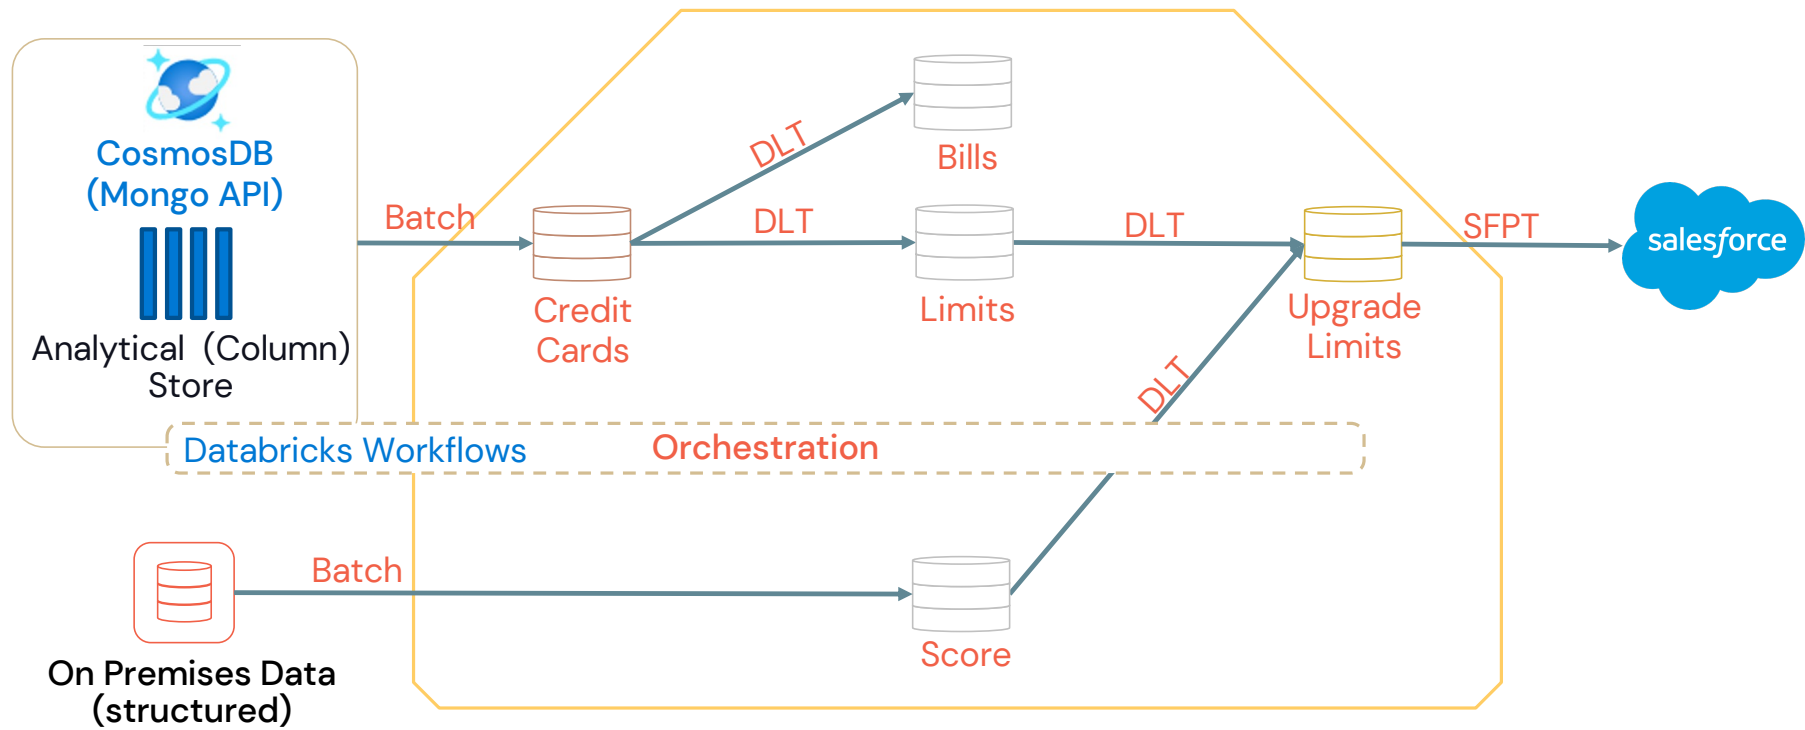 CosmosDB
(Mongo API)
Analytical (Column)
Store
Batch
Credit
Cards
DLT
Bills
DLT
Limits
DLT
Upgrade
Limits
SFPT
salesforce
DLT
Databricks Workflows
Orchestration
Batch
On Premises Data
(structured)
Score